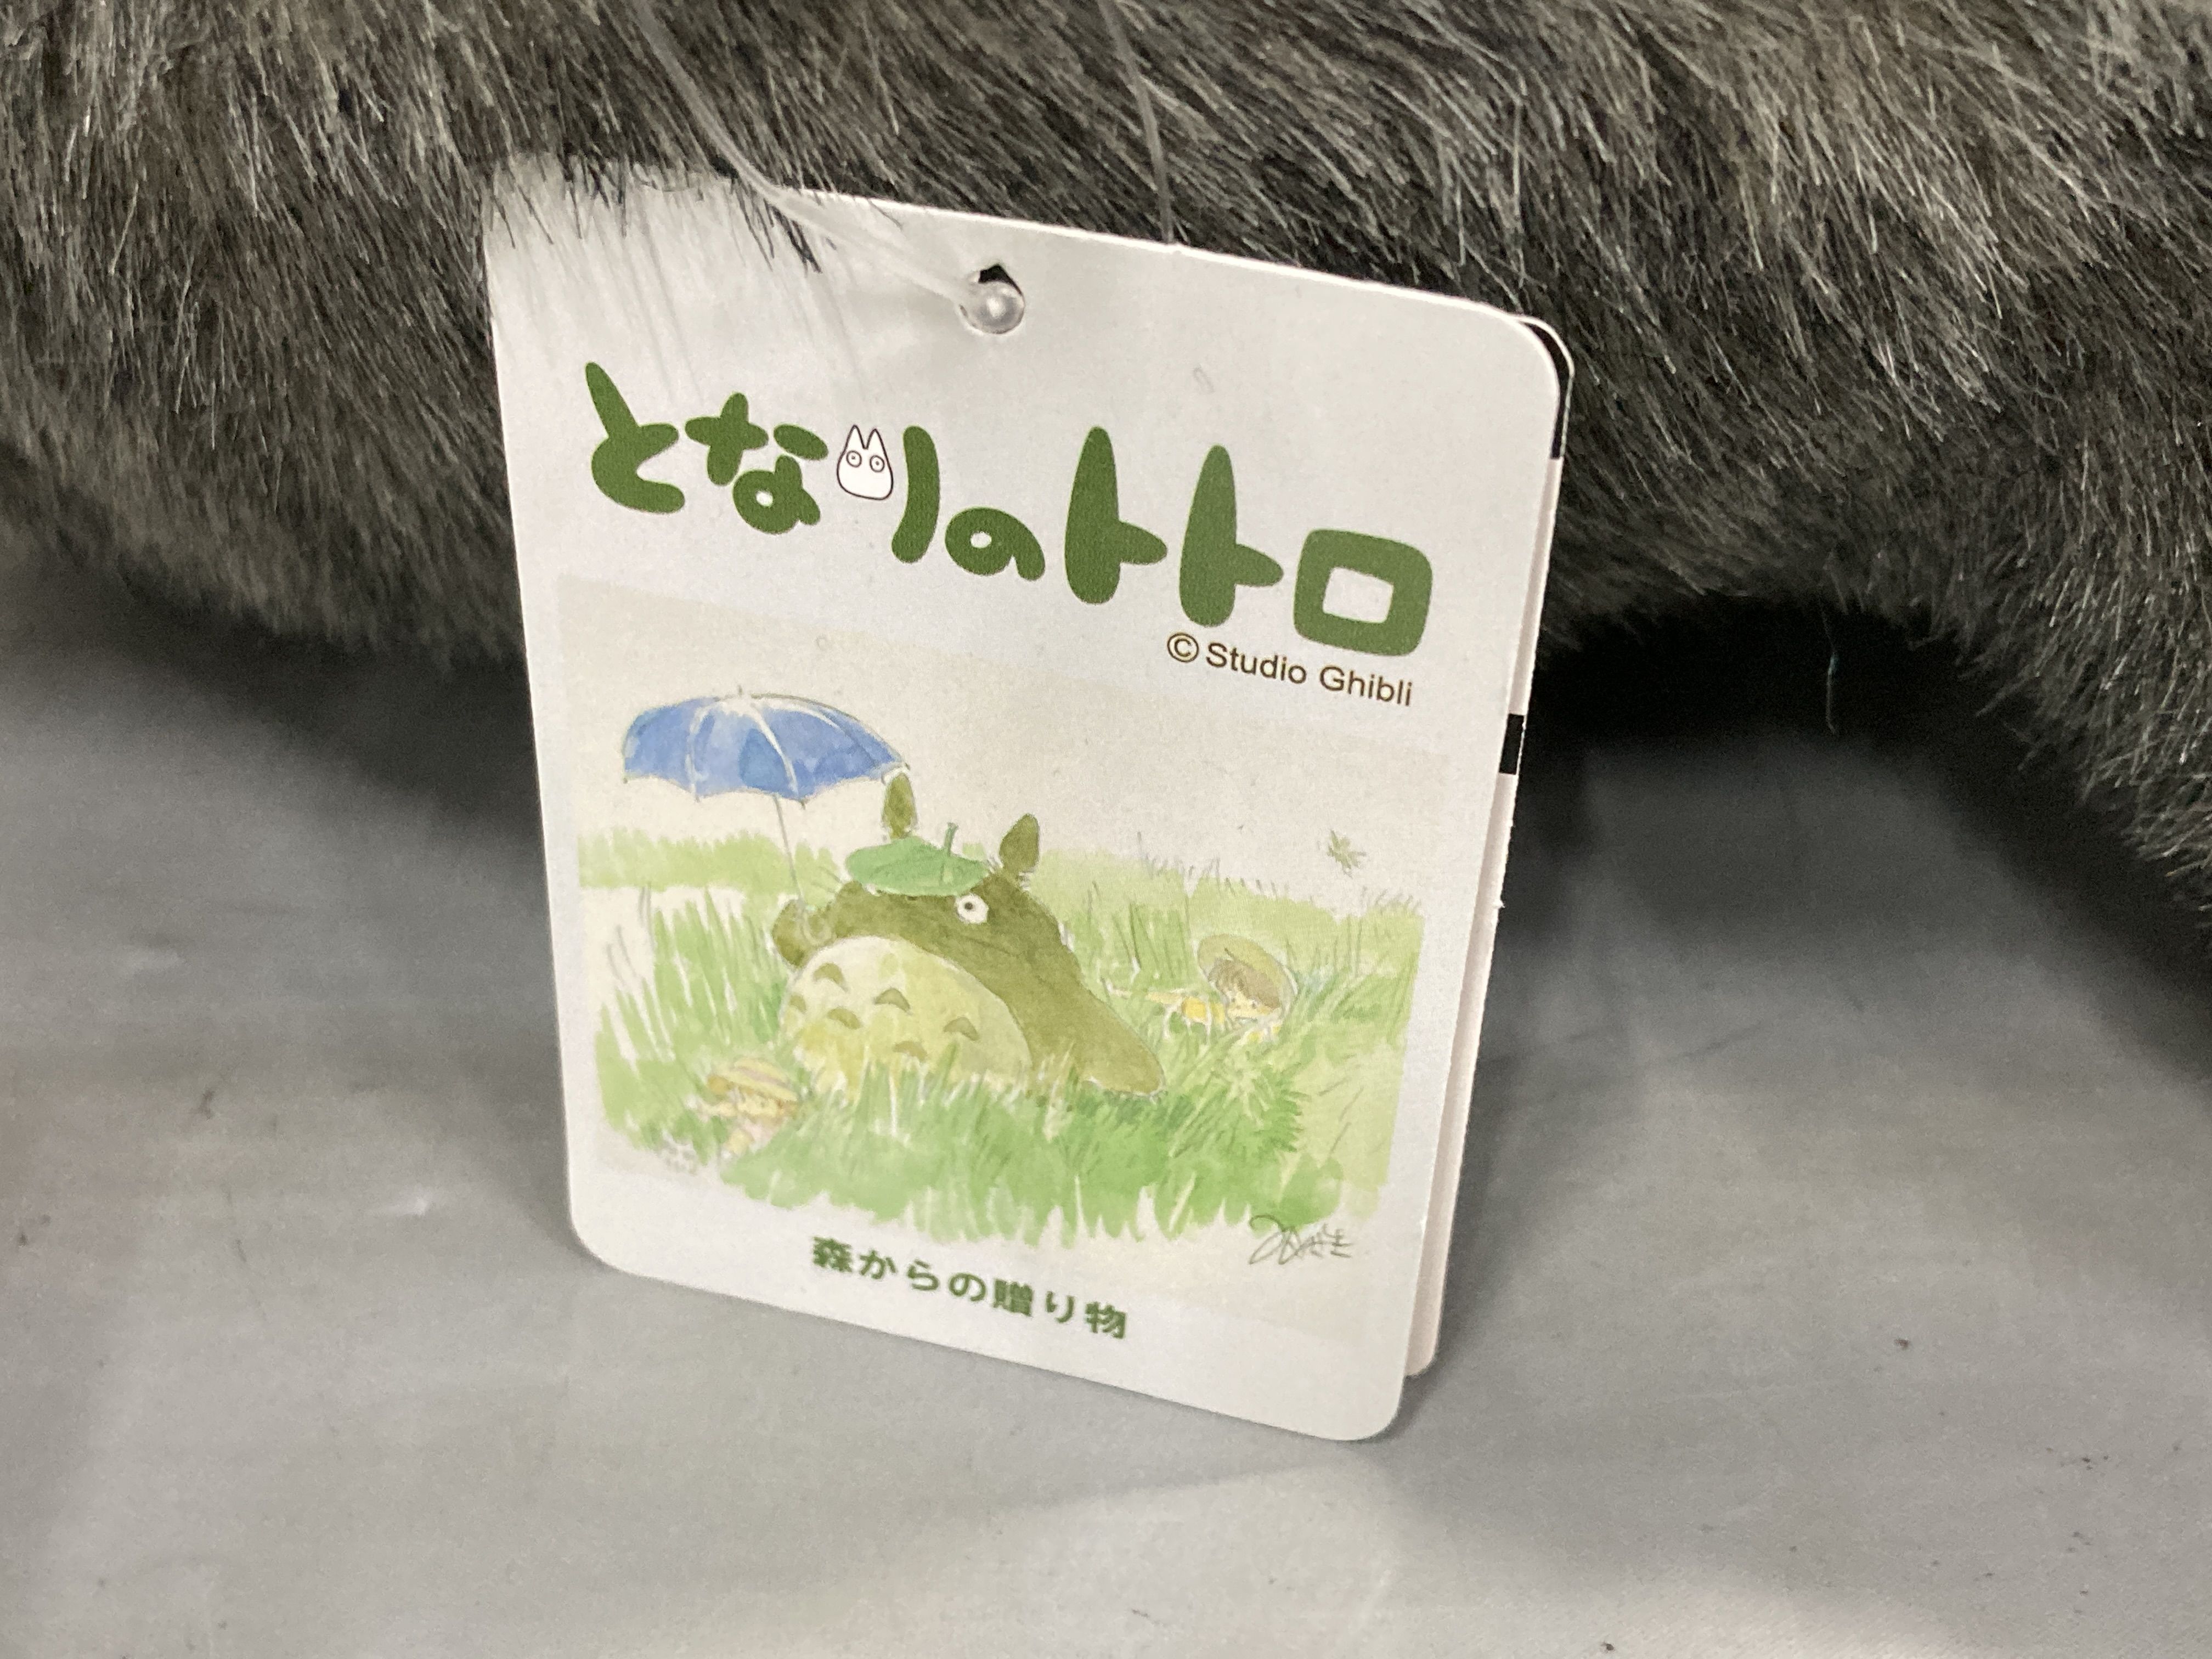 となりのトトロ
© Studio Ghibli
森からの贈り物